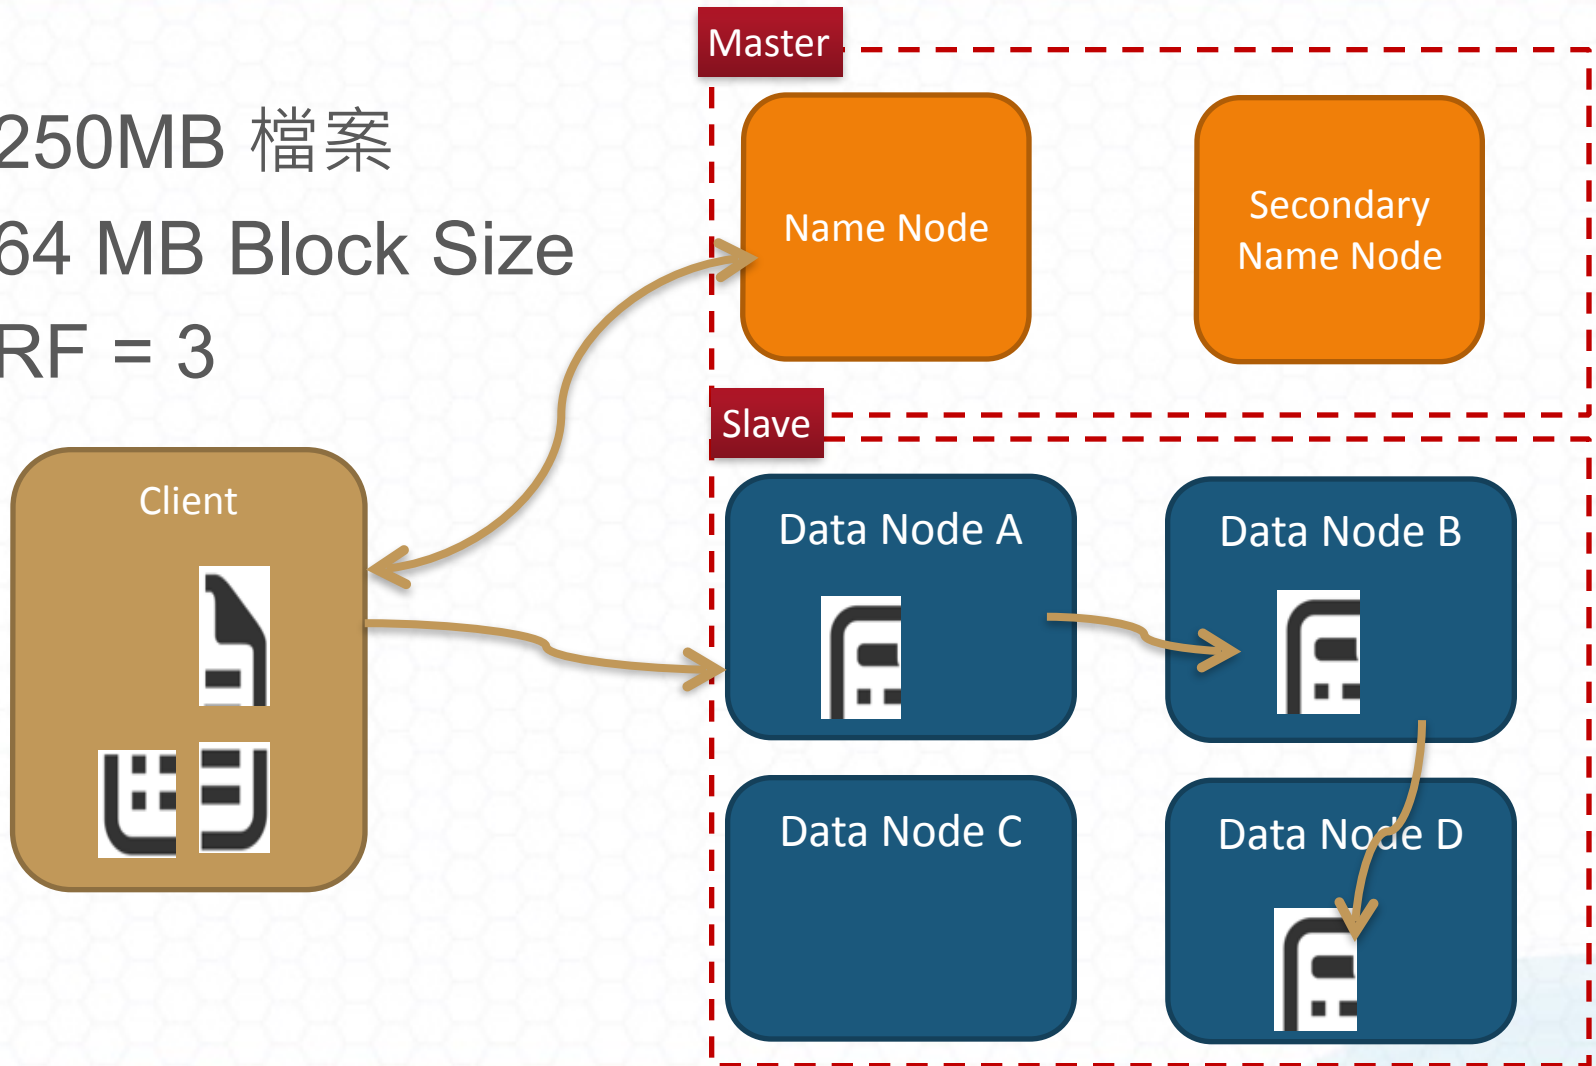 250MB 檔案
64 MB Block Size
RF = 3
Master
Name Node
Secondary
Name Node
Slave
Client
Data Node A
Data Node B
Data Node C
Data Node D